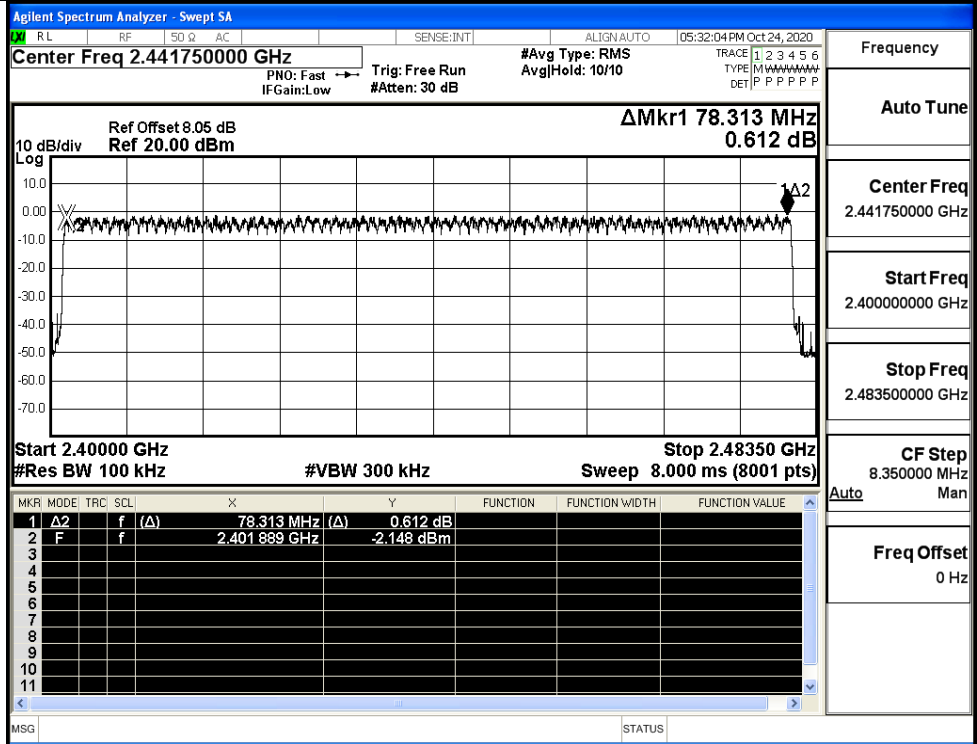 Agilent Spectrum Analyzer - Swept SA
LXI RL RF 50 Ω AC SENSE:INT ALIGN AUTO 05:32:04 PM Oct 24, 2020
Center Freq 2.441750000 GHz
PNO: Fast
IFGain:Low
Trig: Free Run
#Atten: 30 dB
#Avg Type: RMS
Avg|Hold: 10/10
TRACE 1 2 3 4 5 6
TYPE M W W W W W
DET P P P P P P
Ref Offset 8.05 dB
Ref 20.00 dBm
10 dB/div
Log
ΔMkr1 78.313 MHz
0.612 dB
10.0
0.00
-10.0
-20.0
-30.0
-40.0
-50.0
-60.0
-70.0
2
1Δ2
Start 2.40000 GHz
Stop 2.48350 GHz
#Res BW 100 kHz
#VBW 300 kHz
Sweep 8.000 ms (8001 pts)
MKR MODE TRC SCL X Y FUNCTION FUNCTION WIDTH FUNCTION VALUE
1 Δ2 f (Δ) 78.313 MHz (Δ) 0.612 dB
2 F f 2.401 889 GHz -2.148 dBm
3
4
5
6
7
8
9
10
11
MSG
STATUS
Frequency
Auto Tune
Center Freq
2.441750000 GHz
Start Freq
2.400000000 GHz
Stop Freq
2.483500000 GHz
CF Step
8.350000 MHz
Auto Man
Freq Offset
0 Hz